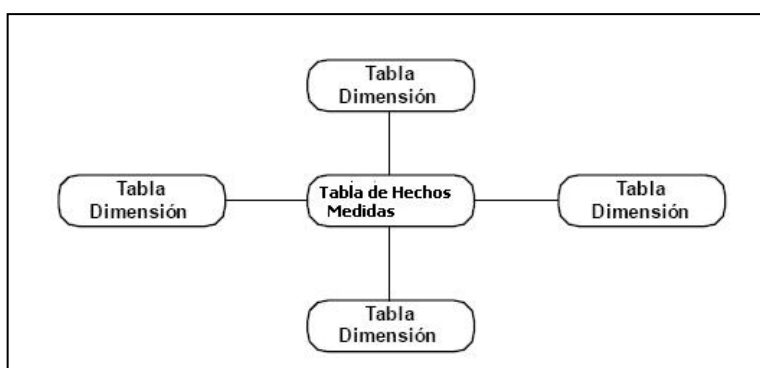 Tabla
Dimensión
Tabla
Dimensión
Tabla de Hechos
Medidas
Tabla
Dimensión
Tabla
Dimensión